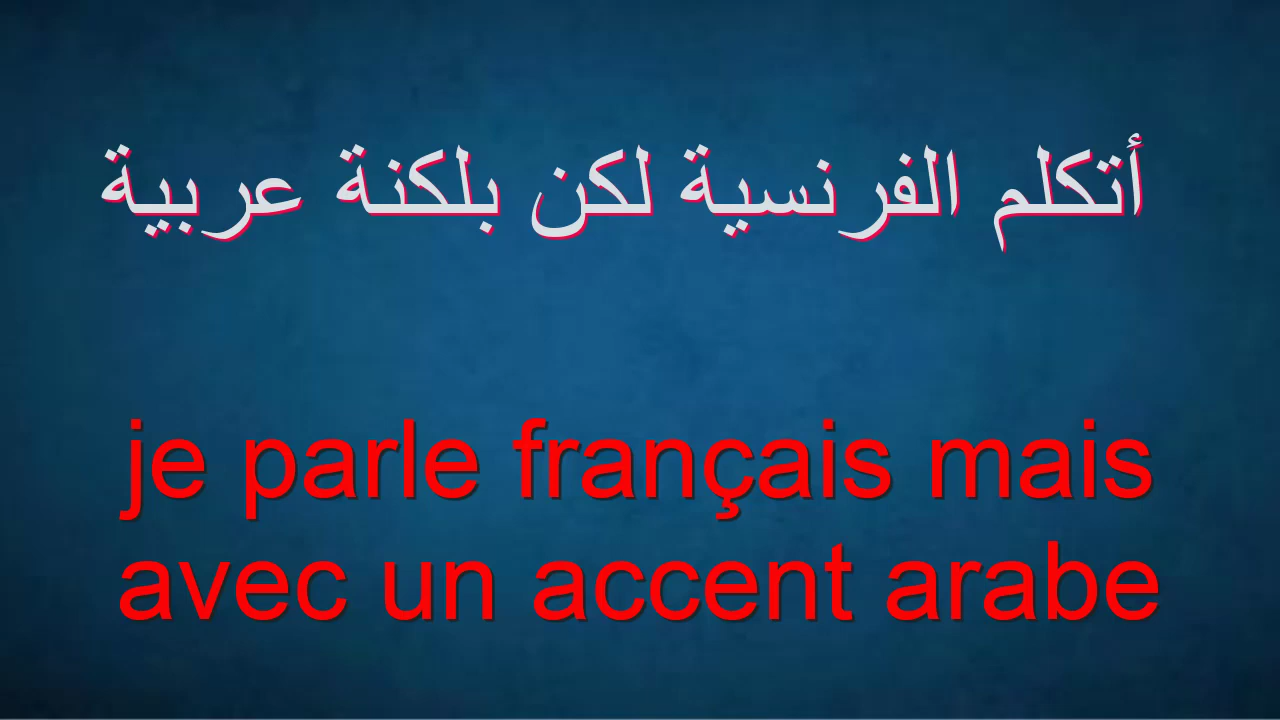 أتكلم الفرنسية لكن بلكنة عربية
je parle français mais
avec un accent arabe